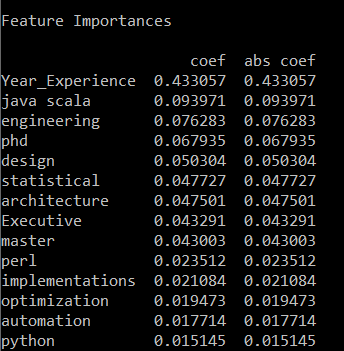 Feature Importances
coef abs coef
Year_Experience 0.433057 0.433057
java scala 0.093971 0.093971
engineering 0.076283 0.076283
phd 0.067935 0.067935
design 0.050304 0.050304
statistical 0.047727 0.047727
architecture 0.047501 0.047501
Executive 0.043291 0.043291
master 0.043003 0.043003
perl 0.023512 0.023512
implementations 0.021084 0.021084
optimization 0.019473 0.019473
automation 0.017714 0.017714
python 0.015145 0.015145